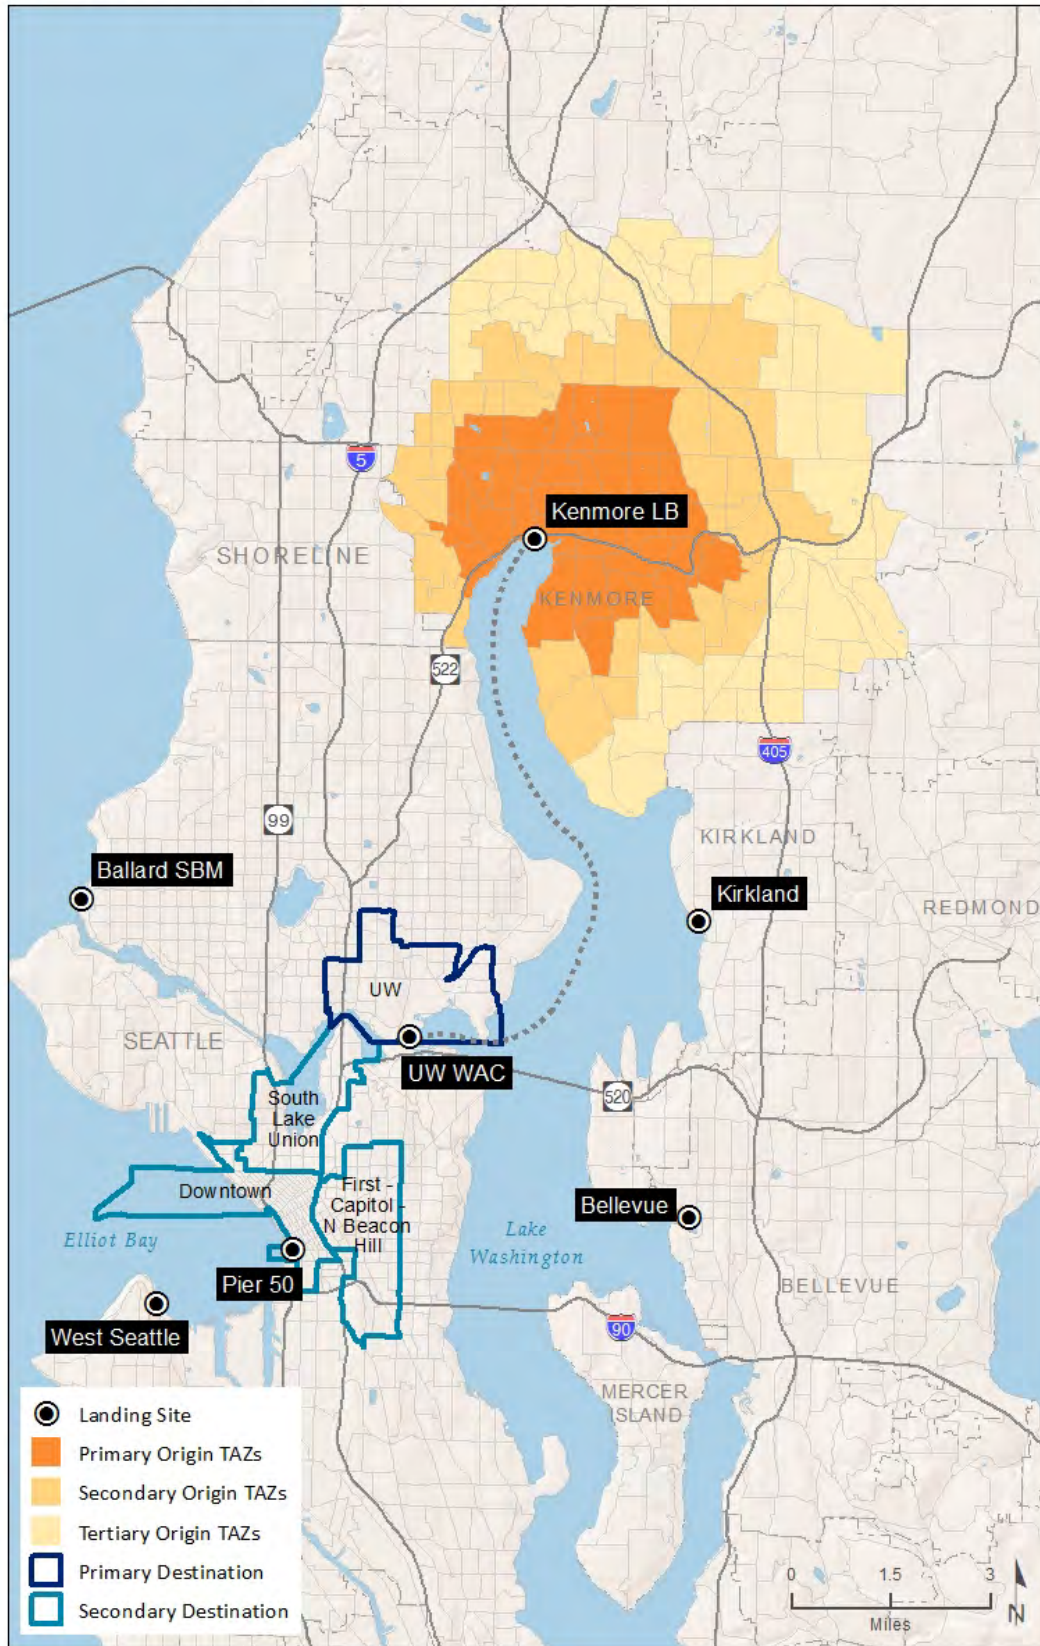 Kenmore LB
5
SHORELINE
KENMORE
522
405
99
KIRKLAND
Ballard SBM
Kirkland
REDMOND
UW
SEATTLE
UW WAC
520
South
Lake
Union
Downtown
First -
Capitol -
N Beacon
Hill
Bellevue
Elliot Bay
Lake
Washington
Pier 50
BELLEVUE
West Seattle
90
MERCER
ISLAND
Landing Site
Primary Origin TAZs
Secondary Origin TAZs
Tertiary Origin TAZs
Primary Destination
Secondary Destination
0 1.5 3
Miles
N